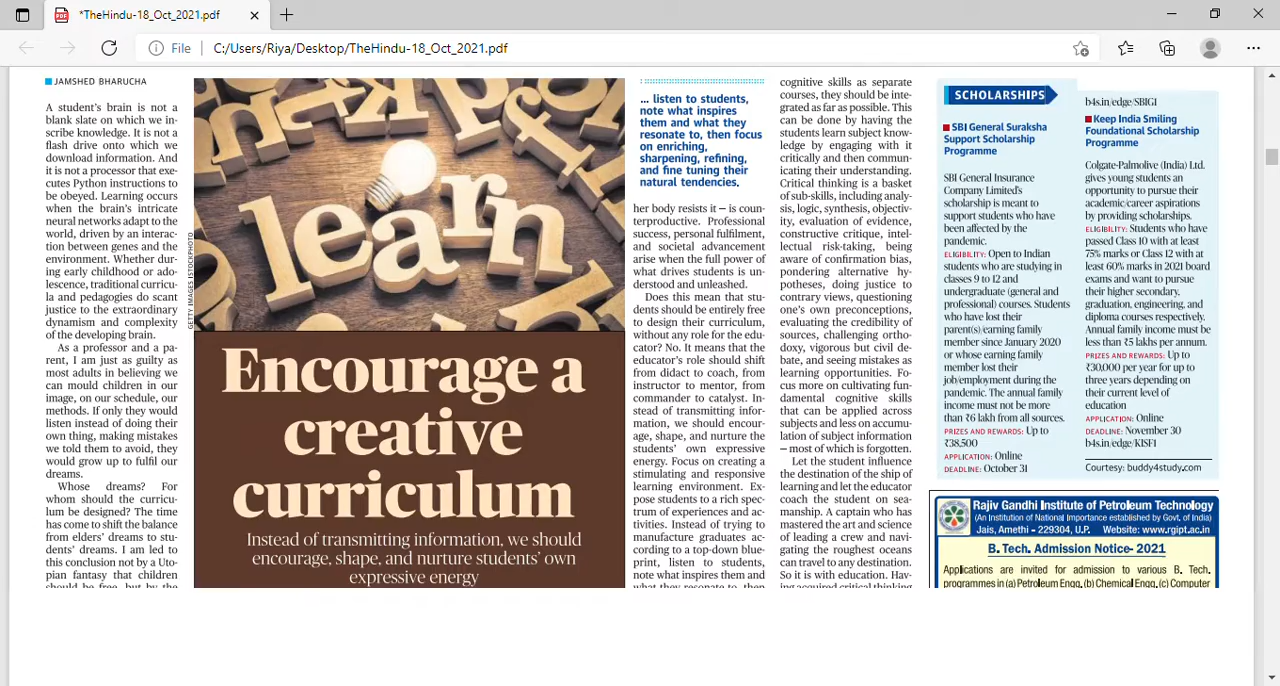 *TheHindu-18_Oct_2021.pdf
File
C:/Users/Riya/Desktop/TheHindu-18_Oct_2021.pdf
JAMSHED BHARUCHA
A student's brain is not a
blank slate on which we in-
scribe knowledge. It is not a
flash drive onto which we
download information. And
it is not a processor that exe-
cutes Python instructions to
be obeyed. Learning occurs
when the brain's intricate
neural networks adapt to the
world, driven by an interac-
tion between genes and the
environment. Whether dur-
ing early childhood or ado-
lescence, traditional curricu-
la and pedagogies do scant
justice to the extraordinary
dynamism and complexity
of the developing brain.
As a professor and a pa-
rent, I am just as guilty as
most adults in believing we
can mould children in our
image, on our schedule, our
methods. If only they would
listen instead of doing their
own thing, making mistakes
we told them to avoid, they
would grow up to fulfil our
dreams.
Whose dreams? For
whom should the curricu-
lum be designed? The time
has come to shift the balance
from elders' dreams to stu-
dents' dreams. I am led to
this conclusion not by a Uto-
pian fantasy that children
should be free, but by the
GETTY IMAGES ISTOCKPHOTO
learn
Encourage a
creative
curriculum
Instead of transmitting information, we should
encourage, shape, and nurture students' own
expressive energy
... listen to students,
note what inspires
them and what they
resonate to, then focus
on enriching,
sharpening, refining,
and fine tuning their
natural tendencies.
her body resists it — is coun-
terproductive. Professional
success, personal fulfilment,
and societal advancement
arise when the full power of
what drives students is un-
derstood and unleashed.
Does this mean that stu-
dents should be entirely free
to design their curriculum,
without any role for the edu-
cator? No. It means that the
educator's role should shift
from didact to coach, from
instructor to mentor, from
commander to catalyst. In-
stead of transmitting infor-
mation, we should encour-
age, shape, and nurture the
students' own expressive
energy. Focus on creating a
stimulating and responsive
learning environment. Ex-
pose students to a rich spec-
trum of experiences and ac-
tivities. Instead of trying to
manufacture graduates ac-
cording to a top-down blue-
print, listen to students,
note what inspires them and
what they resonate to, then
cognitive skills as separate
courses, they should be inte-
grated as far as possible. This
can be done by having the
students learn subject know-
ledge by engaging with it
critically and then commun-
icating their understanding.
Critical thinking is a basket
of sub-skills, including analy-
sis, logic, synthesis, objectiv-
ity, evaluation of evidence,
constructive critique, intel-
lectual risk-taking, being
aware of confirmation bias,
pondering alternative hy-
potheses, doing justice to
contrary views, questioning
one's own preconceptions,
evaluating the credibility of
sources, challenging ortho-
doxy, vigorous but civil de-
bate, and seeing mistakes as
learning opportunities. Fo-
cus more on cultivating fun-
damental cognitive skills
that can be applied across
subjects and less on accumu-
lation of subject information
— most of which is forgotten.
Let the student influence
the destination of the ship of
learning and let the educator
coach the student on sea-
manship. A captain who has
mastered the art and science
of leading a crew and navi-
gating the roughest oceans
can travel to any destination.
So it is with education. Hav-
ing acquired critical thinking
SCHOLARSHIPS
SBI General Suraksha
Support Scholarship
Programme
SBI General Insurance
Company Limited's
scholarship is meant to
support students who have
been affected by the
pandemic.
ELIGIBILITY: Open to Indian
students who are studying in
classes 9 to 12 and
undergraduate (general and
professional) courses. Students
who have lost their
parent(s)/earning family
member since January 2020
or whose earning family
member lost their
job/employment during the
pandemic. The annual family
income must not be more
than ₹6 lakh from all sources.
PRIZES AND REWARDS: Up to
₹38,500
APPLICATION: Online
DEADLINE: October 31
b4s.in/edge/SBIG1
Keep India Smiling
Foundational Scholarship
Programme
Colgate-Palmolive (India) Ltd.
gives young students an
opportunity to pursue their
academic/career aspirations
by providing scholarships.
ELIGIBILITY: Students who have
passed Class 10 with at least
75% marks or Class 12 with at
least 60% marks in 2021 board
exams and want to pursue
their higher secondary,
graduation, engineering, and
diploma courses respectively.
Annual family income must be
less than ₹5 lakhs per annum.
PRIZES AND REWARDS: Up to
₹30,000 per year for up to
three years depending on
their current level of
education
APPLICATION: Online
DEADLINE: November 30
b4s.in/edge/KISF1
Courtesy: buddy4study.com
Rajiv Gandhi Institute of Petroleum Technology
(An Institution of National Importance established by Govt. of India)
Jais, Amethi - 229304, U.P. Website: www.rgipt.ac.in
B. Tech. Admission Notice- 2021
Applications are invited for admission to various B. Tech.
programmes in (a) Petroleum Engg. (b) Chemical Engg. (c) Computer